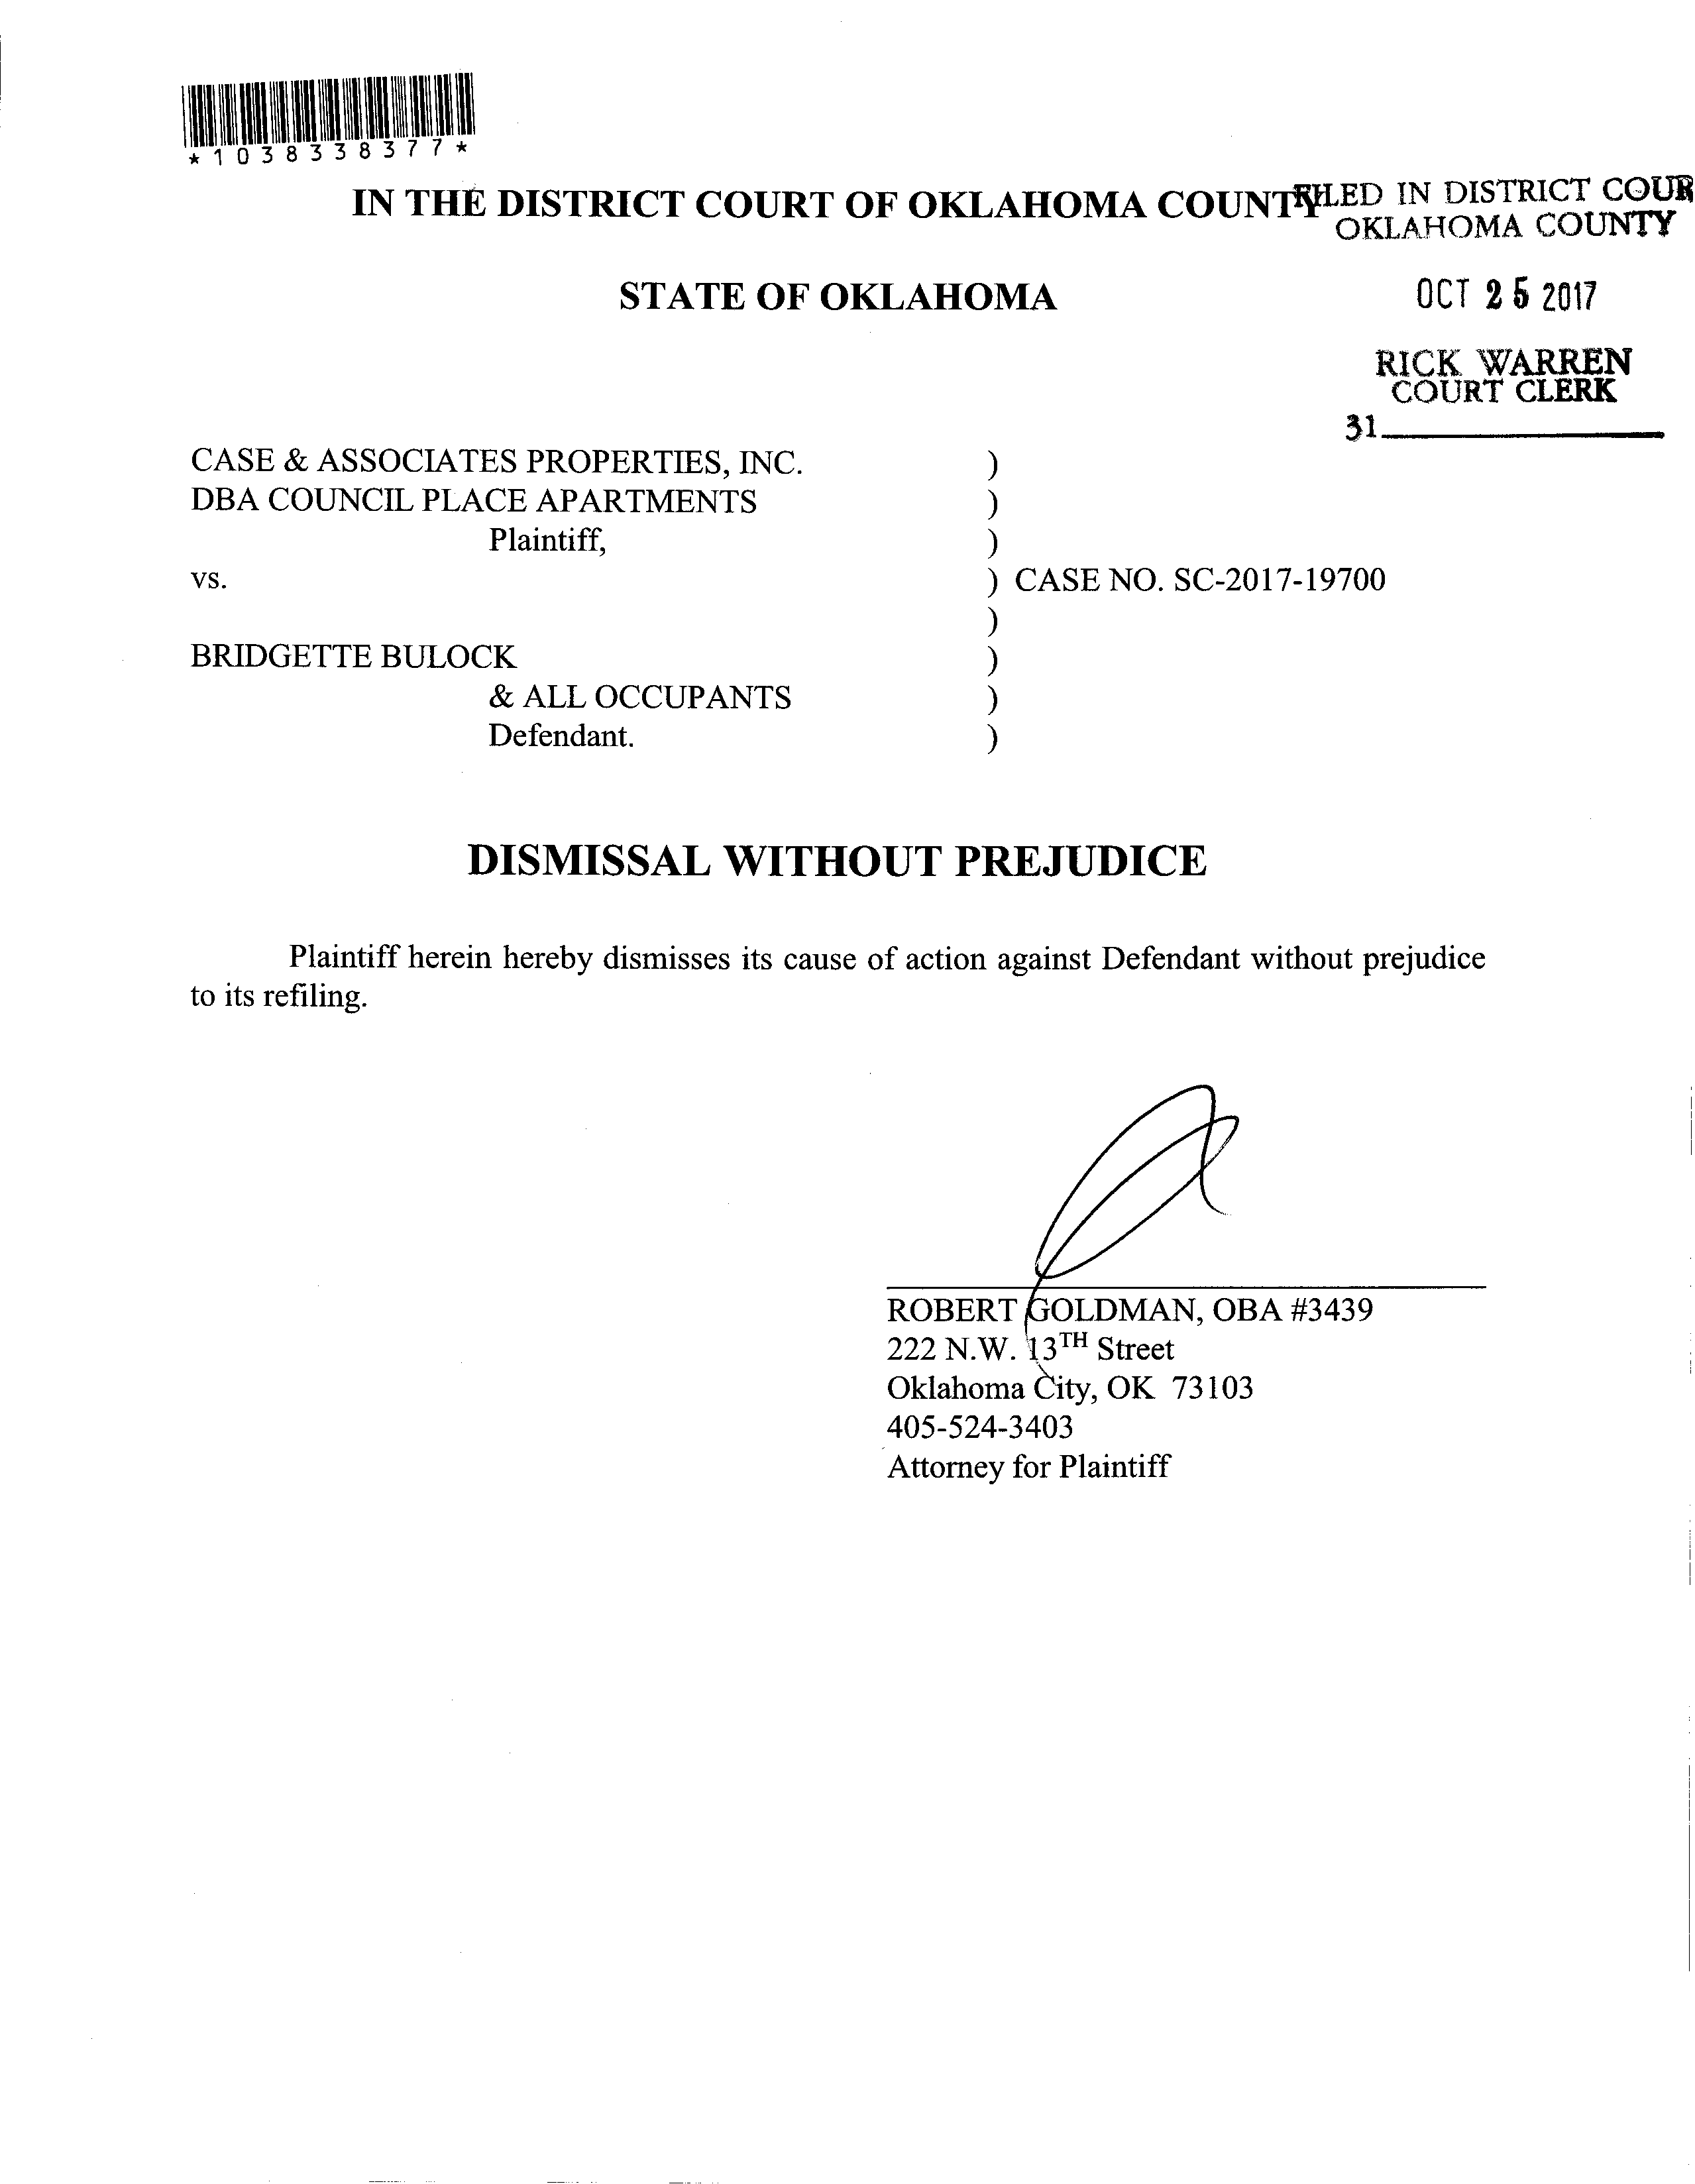 *1038338377*
IN THE DISTRICT COURT OF OKLAHOMA COUNTY
FILED IN DISTRICT COUR
OKLAHOMA COUNTY
STATE OF OKLAHOMA
OCT 25 2017
RICK WARREN
COURT CLERK
31
CASE & ASSOCIATES PROPERTIES, INC. )
DBA COUNCIL PLACE APARTMENTS )
Plaintiff, )
vs. ) CASE NO. SC-2017-19700
)
BRIDGETTE BULOCK )
& ALL OCCUPANTS )
Defendant. )
DISMISSAL WITHOUT PREJUDICE
Plaintiff herein hereby dismisses its cause of action against Defendant without prejudice
to its refiling.
ROBERT GOLDMAN, OBA #3439
222 N.W. 13TH Street
Oklahoma City, OK 73103
405-524-3403
Attorney for Plaintiff